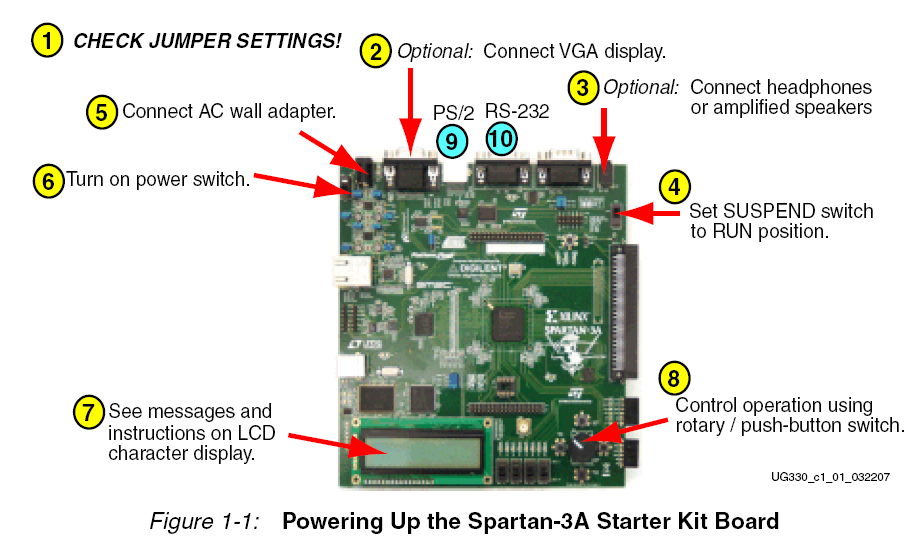 1 CHECK JUMPER SETTINGS!
2 Optional: Connect VGA display.
3 Optional: Connect headphones
or amplified speakers
5 Connect AC wall adapter.
PS/2
9
RS-232
10
6 Turn on power switch.
4
Set SUSPEND switch
to RUN position.
DIGILENT
XILINX
SPARTAN-3A
7 See messages and
instructions on LCD
character display.
8
Control operation using
rotary / push-button switch.
UG330_c1_01_032207
Figure 1-1: Powering Up the Spartan-3A Starter Kit Board